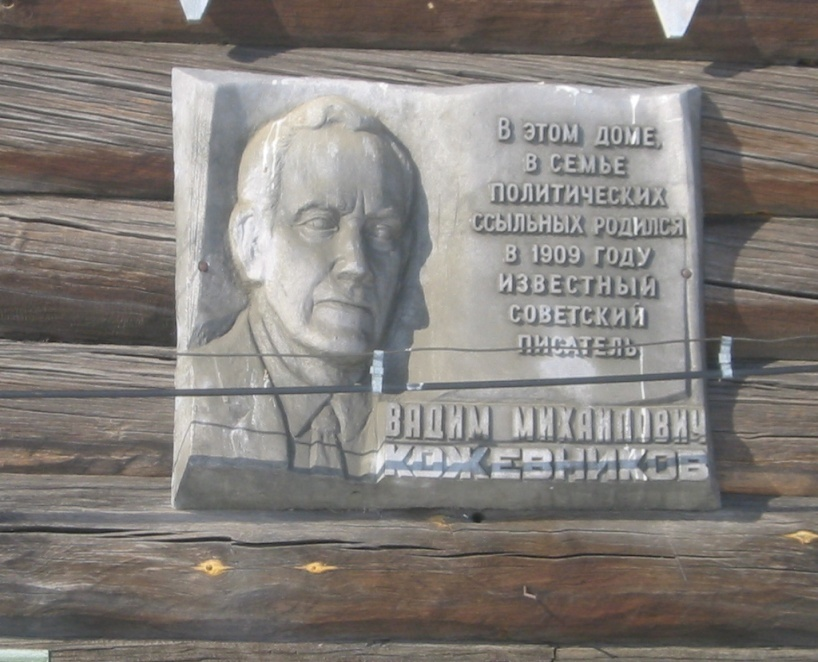 В ЭТОМ ДОМЕ,
В СЕМЬЕ
ПОЛИТИЧЕСКИХ
ССЫЛЬНЫХ РОДИЛСЯ
В 1909 ГОДУ
ИЗВЕСТНЫЙ
СОВЕТСКИЙ
ПИСАТЕЛЬ
ВАДИМ МИХАЙЛОВИЧ
КОЖЕВНИКОВ